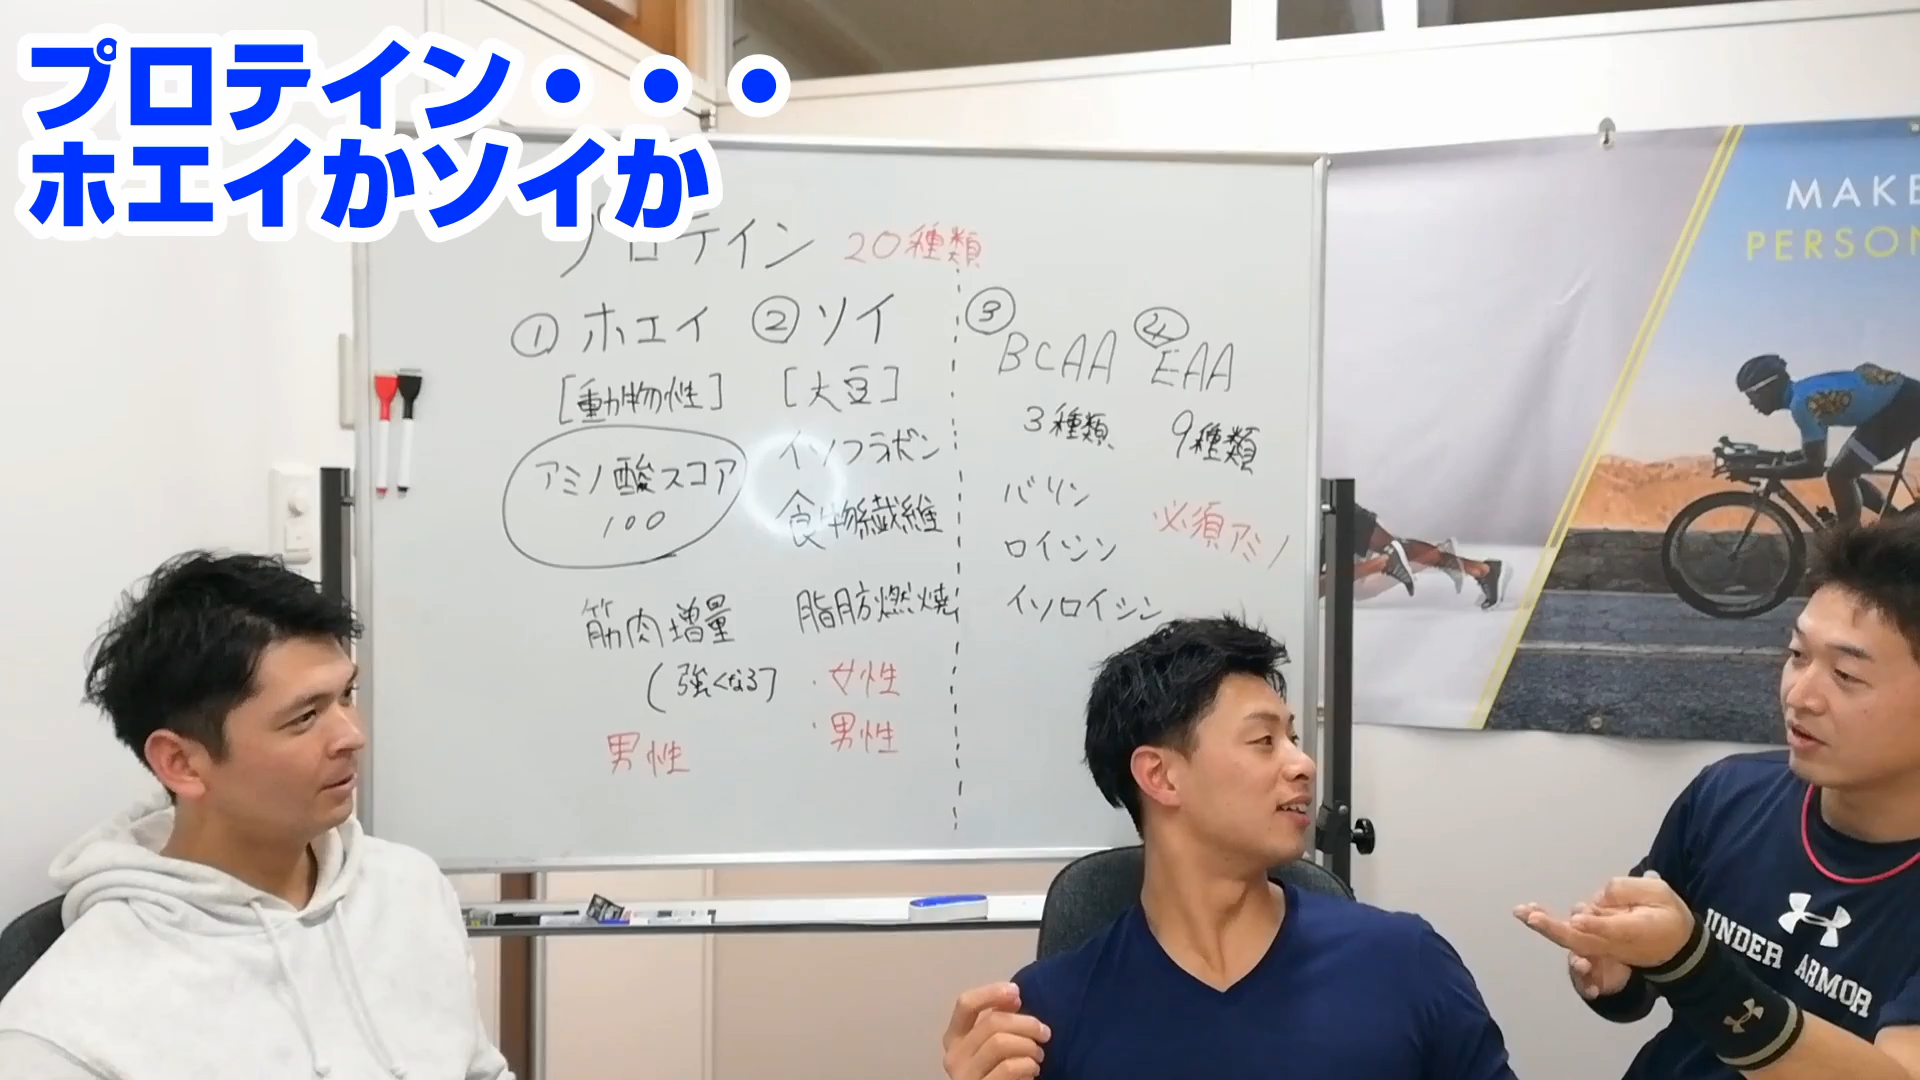 プロテイン・・・
ホエイかソイか
プロテイン 20種類
① ホエイ
[動物性]
アミノ酸スコア
100
筋肉増量
(強くなる)
男性
② ソイ
[大豆]
イソフラボン
食物繊維
脂肪燃焼
・女性
・男性
③
BCAA
3種類
バリン
ロイシン
イソロイシン
④
EAA
9種類
必須アミノ
MAKE
PERSON
UNDER ARMOR